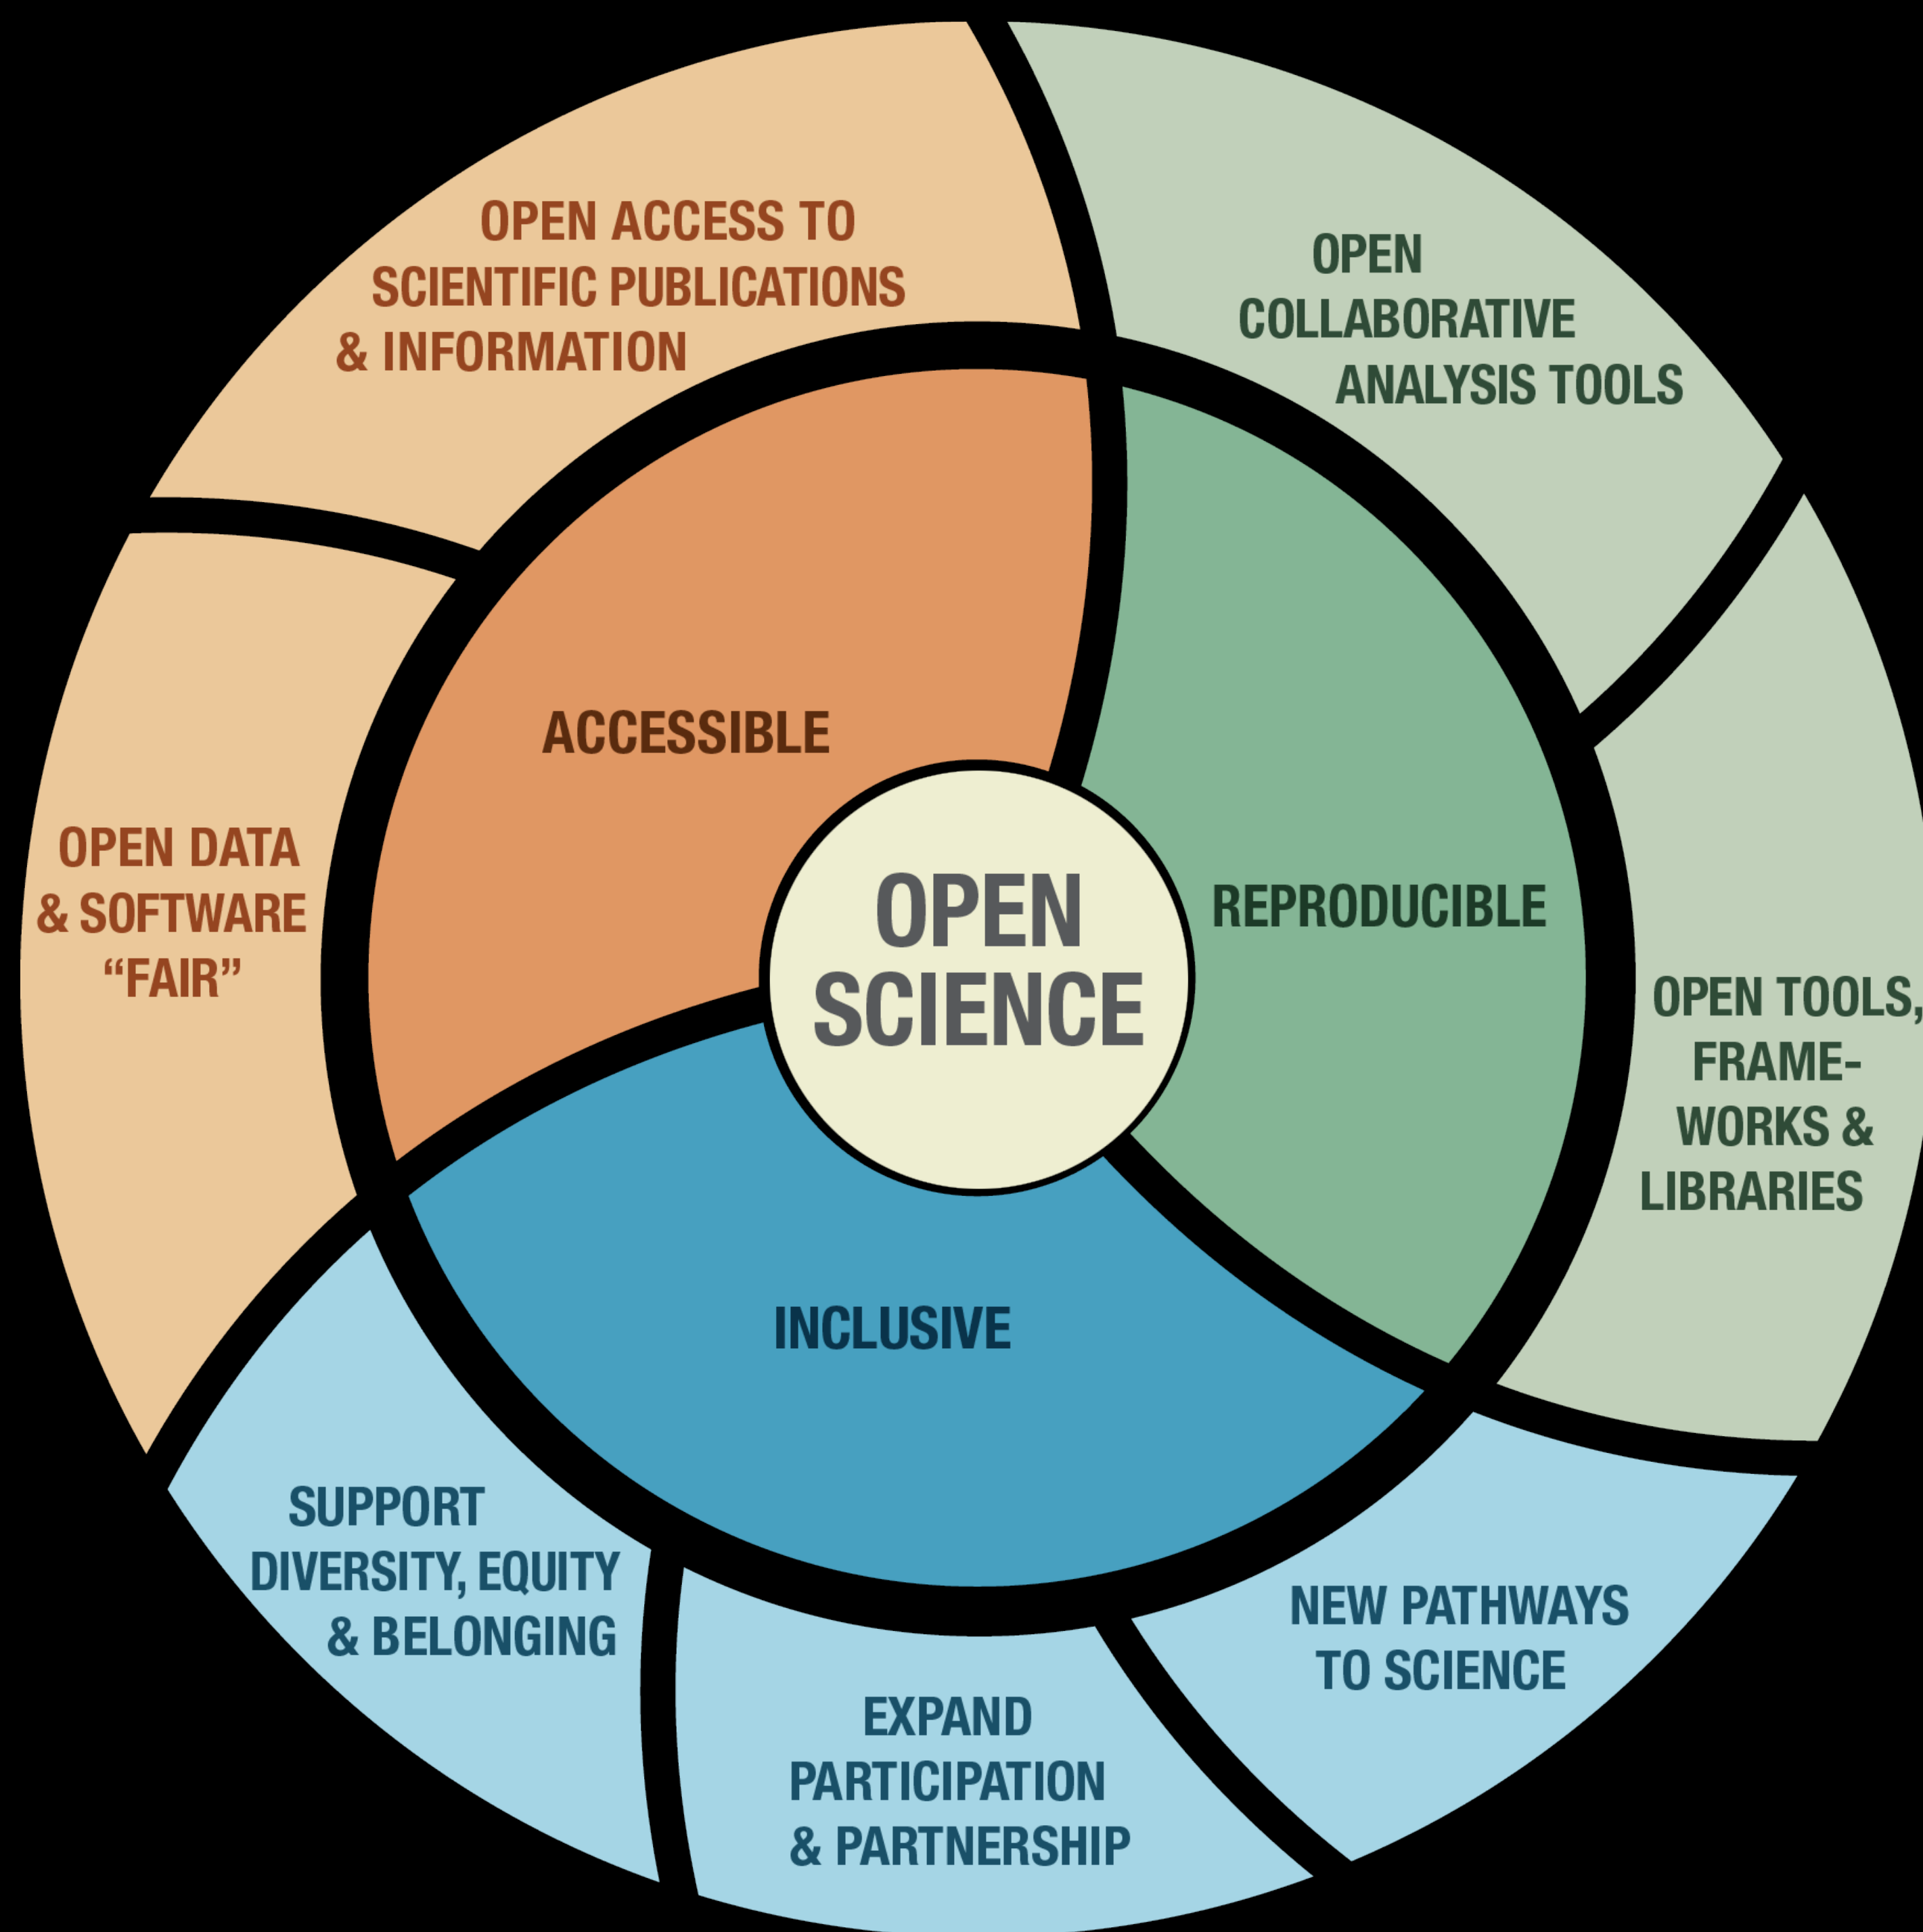 OPEN ACCESS TO
SCIENTIFIC PUBLICATIONS
& INFORMATION
OPEN
COLLABORATIVE
ANALYSIS TOOLS
ACCESSIBLE
OPEN DATA
& SOFTWARE
“FAIR”
OPEN
SCIENCE
REPRODUCIBLE
OPEN TOOLS,
FRAME-
WORKS &
LIBRARIES
INCLUSIVE
SUPPORT
DIVERSITY, EQUITY
& BELONGING
EXPAND
PARTICIPATION
& PARTNERSHIP
NEW PATHWAYS
TO SCIENCE